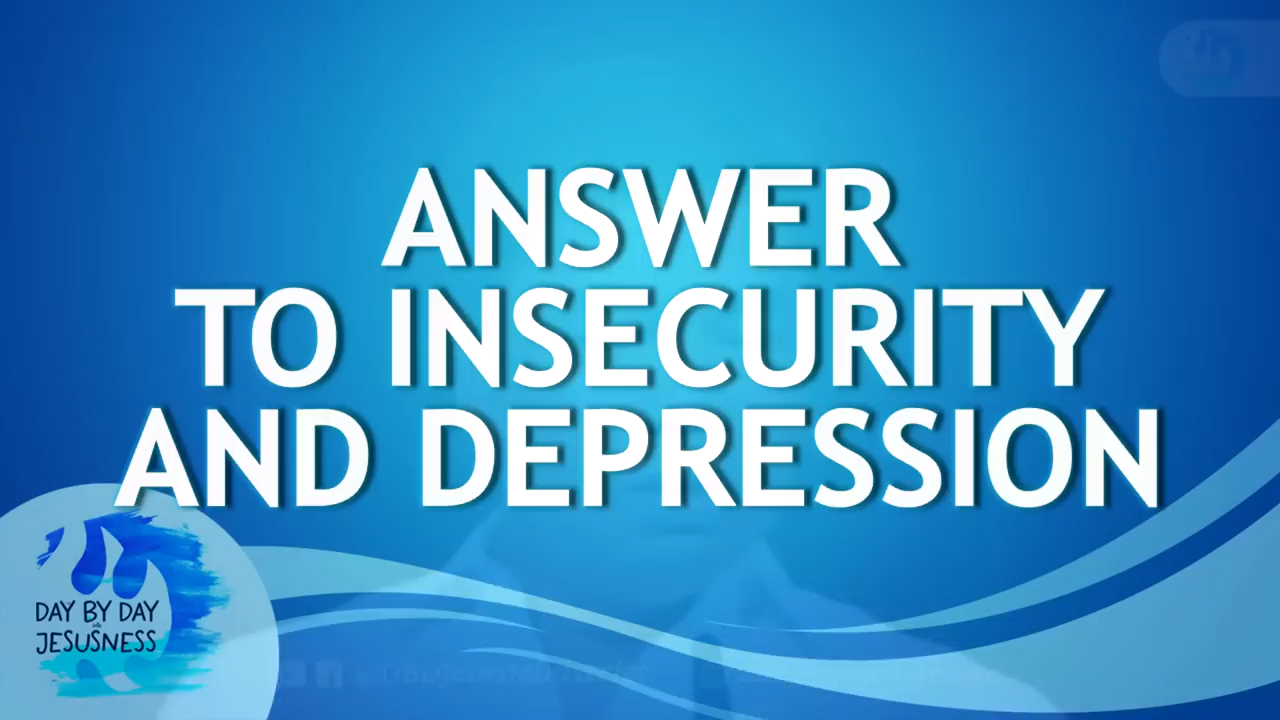 ANSWER
TO INSECURITY
AND DEPRESSION
DAY BY DAY
JESUSNESS